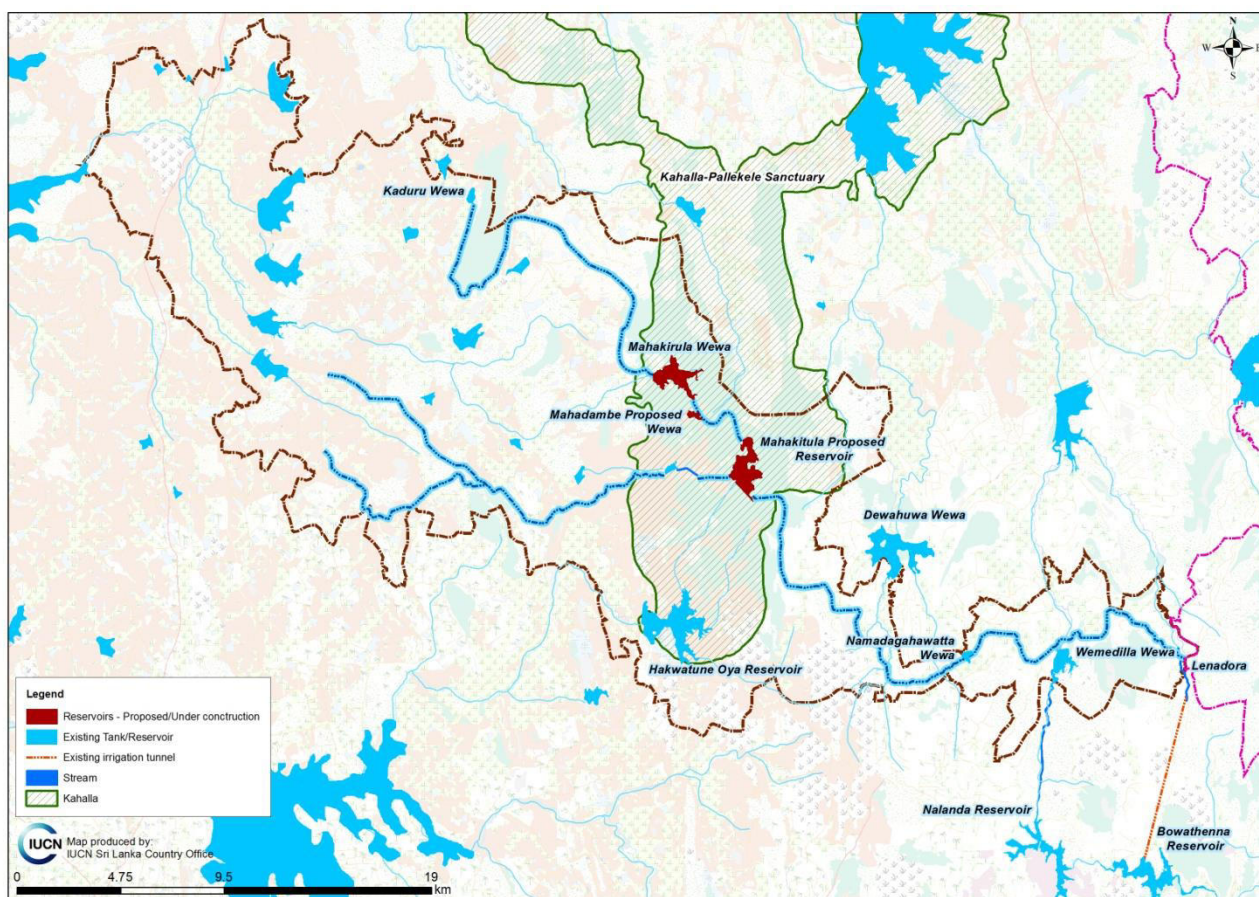 N
W
E
S
Kahalla-Pallekele Sanctuary
Kaduru Wewa
Mahakirula Wewa
Mahadambe Proposed
Wewa
Mahakitula Proposed
Reservoir
Dewahuwa Wewa
Namadagahawatta
Wewa
Wemedilla Wewa
Lenadora
Hakwatune Oya Reservoir
Nalanda Reservoir
Bowathenna
Reservoir
Legend
Reservoirs - Proposed/Under construction
Existing Tank/Reservoir
Existing irrigation tunnel
Stream
Kahalla
IUCN
Map produced by:
IUCN Sri Lanka Country Office
0 4.75 9.5 19
km